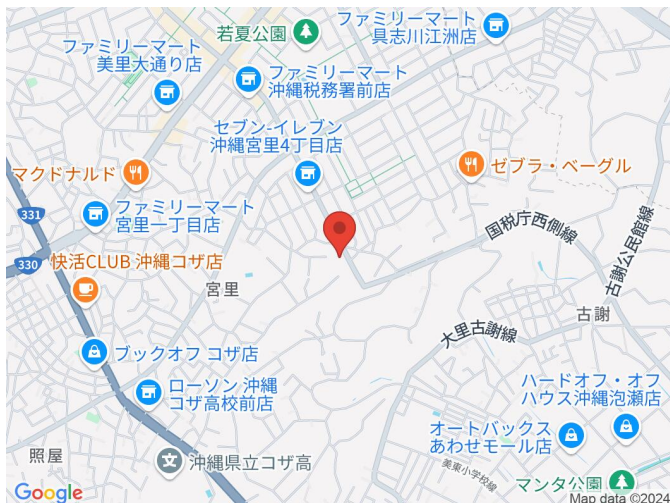 若夏公園
ファミリーマート
具志川江洲店
ファミリーマート
美里大通り店
ファミリーマート
沖縄税務署前店
セブン-イレブン
沖縄宮里4丁目店
マクドナルド
ゼブラ・ベーグル
ファミリーマート
宮里一丁目店
331
330
国税庁西側線
古謝公民館線
快活CLUB 沖縄コザ店
宮里
古謝
大里古謝線
ブックオフ コザ店
ローソン 沖縄
コザ高校前店
ハードオフ・オフ
ハウス沖縄泡瀬店
オートバックス
あわせモール店
照屋
沖縄県立コザ高
美東小学校線
マンタ公園
Google
Map data ©2024